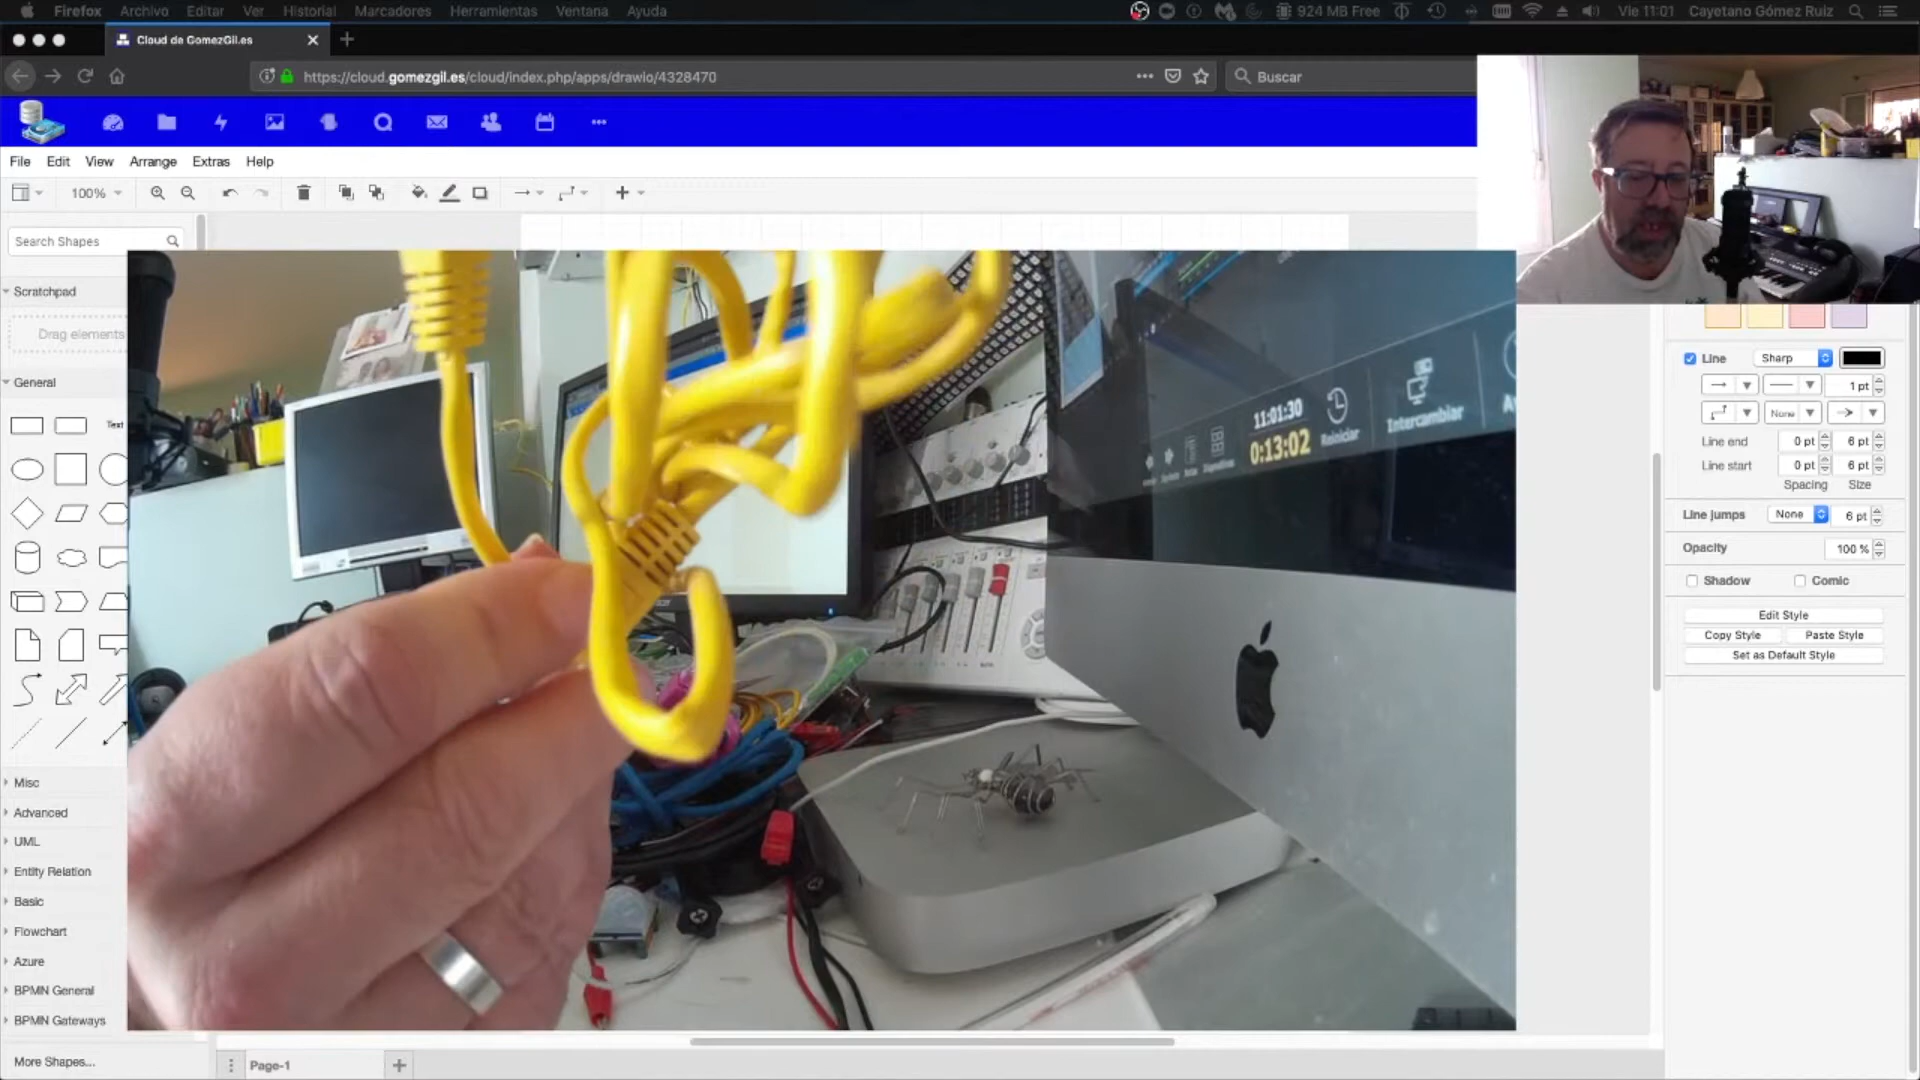 Firefox Archivo Editar Ver Historial Marcadores Herramientas Ventana Ayuda
924 MB Free Vie 11:01 Cayetano Gómez Ruiz
Cloud de GomezGil.es
https://cloud.gomezgil.es/cloud/index.php/apps/drawio/4328470
Buscar
File Edit View Arrange Extras Help
100%
Search Shapes
Scratchpad
Drag elements
General
Text
Misc
Advanced
UML
Entity Relation
Basic
Flowchart
Azure
BPMN General
BPMN Gateways
More Shapes...
Page-1
11:01:30
0:13:02
Reiniciar
Intercambiar
Line Sharp
1 pt
None
Line end 0 pt 6 pt
Line start 0 pt 6 pt
Spacing Size
Line jumps None 6 pt
Opacity 100 %
Shadow Comic
Edit Style
Copy Style Paste Style
Set as Default Style